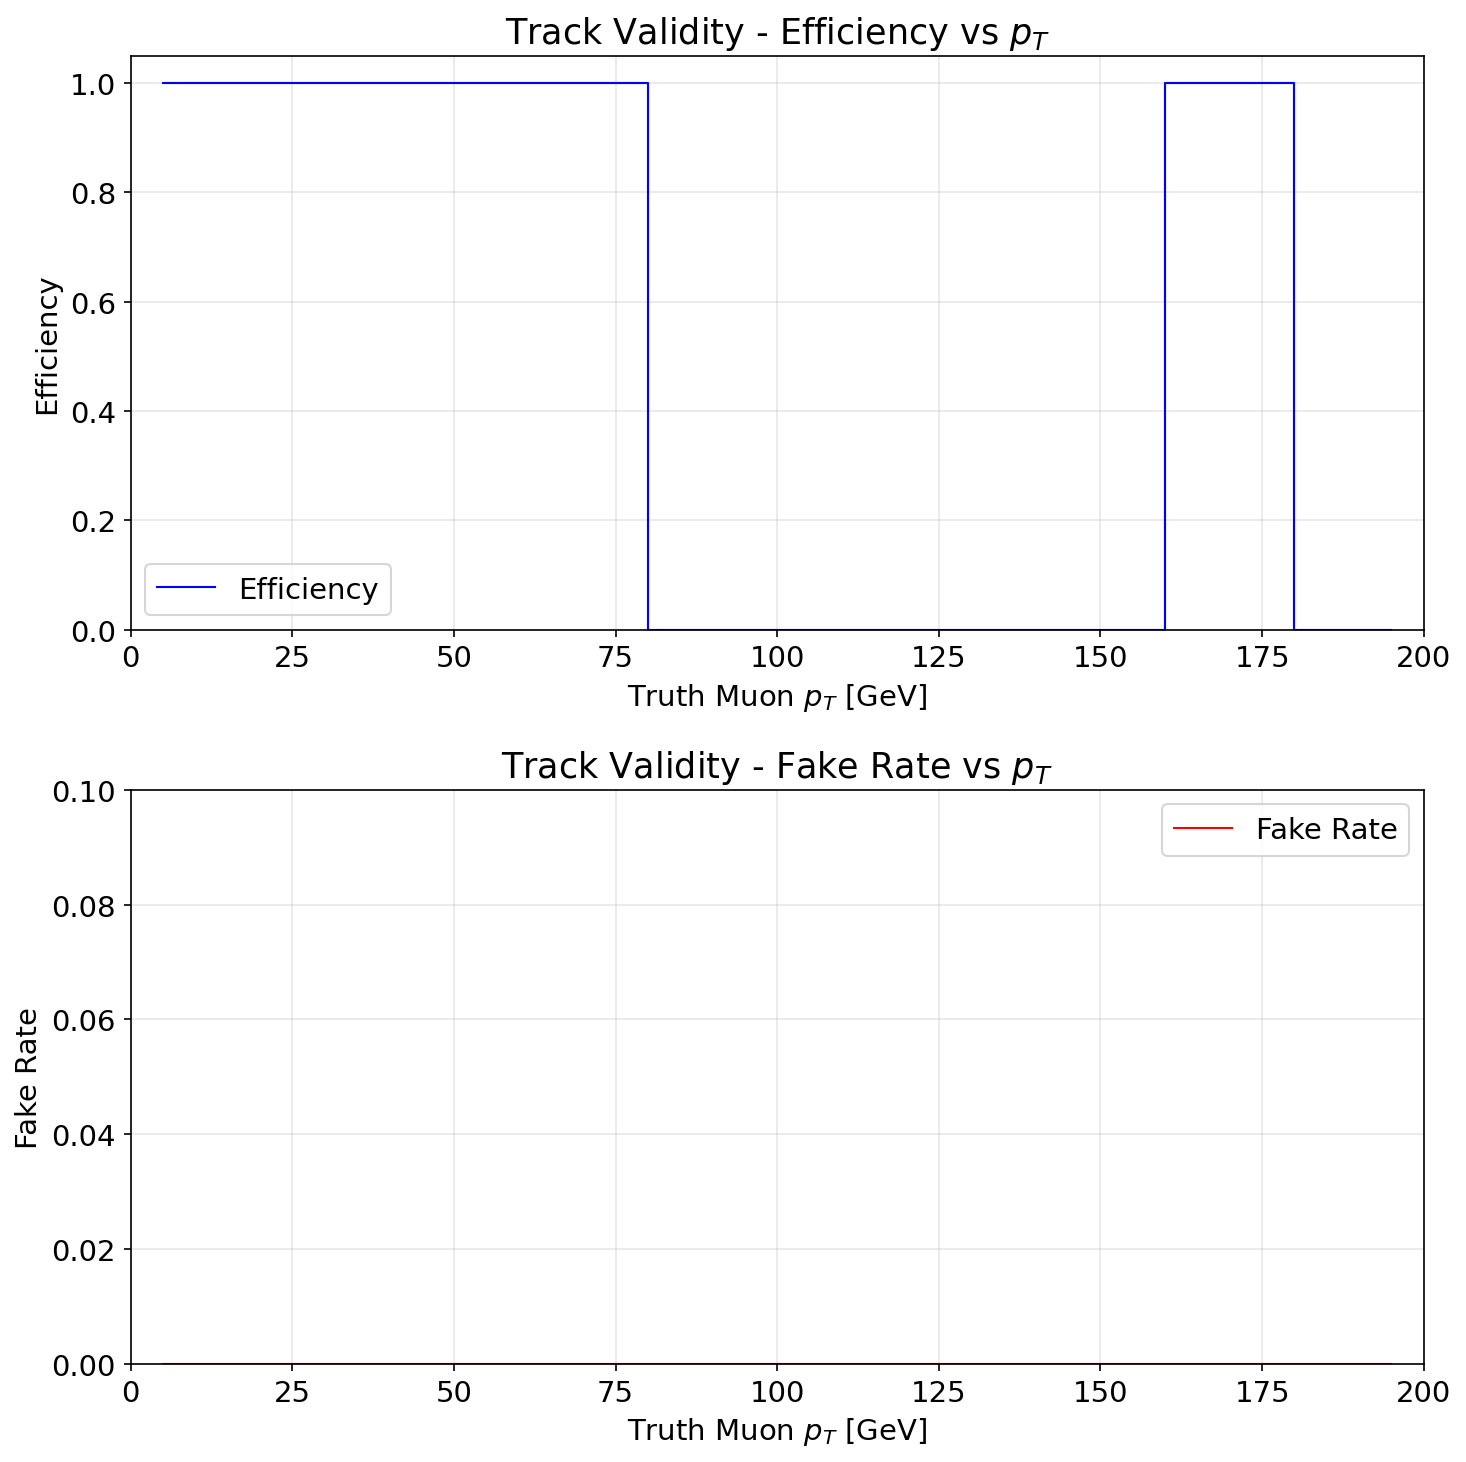 Track Validity - Efficiency vs p_T
1.0
0.8
0.6
0.4
0.2
0.0
Efficiency
Efficiency
0 25 50 75 100 125 150 175 200
Truth Muon p_T [GeV]
Track Validity - Fake Rate vs p_T
0.10
0.08
0.06
0.04
0.02
0.00
Fake Rate
Fake Rate
0 25 50 75 100 125 150 175 200
Truth Muon p_T [GeV]